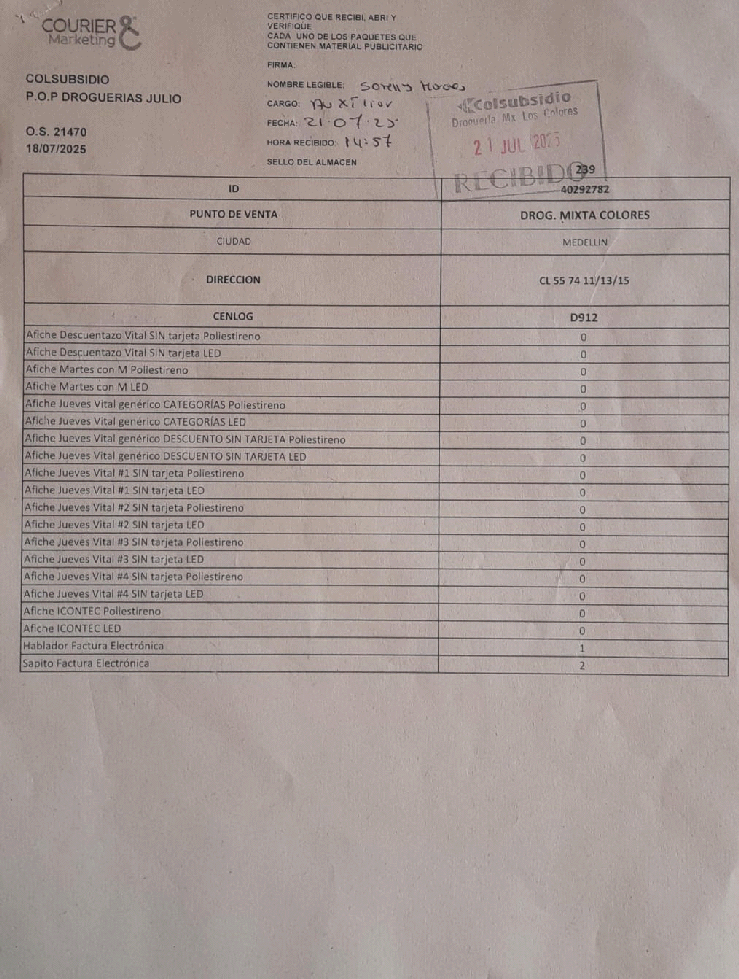 COURIER &
Marketing
COLSUBSIDIO
P.O.P DROGUERIAS JULIO
O.S. 21470
18/07/2025
CERTIFICO QUE RECIBI, ABRI Y
VERIFIQUE
CADA UNO DE LOS PAQUETES QUE
CONTIENEN MATERIAL PUBLICITARIO
FIRMA:
NOMBRE LEGIBLE:
CARGO:
FECHA: 21-07-25
HORA RECIBIDO: 14:57
SELLO DEL ALMACEN
Colsubsidio
Droguería Mx Los Colores
21 JUL 2025
RECIBIDO
239
ID 40292782
PUNTO DE VENTA DROG. MIXTA COLORES
CIUDAD MEDELLIN
DIRECCION CL 55 74 11/13/15
CENLOG D912
Afiche Descuentazo Vital SIN tarjeta Poliestireno 0
Afiche Descuentazo Vital SIN tarjeta LED 0
Afiche Martes con M Poliestireno 0
Afiche Martes con M LED 0
Afiche Jueves Vital genérico CATEGORÍAS Poliestireno 0
Afiche Jueves Vital genérico CATEGORÍAS LED 0
Afiche Jueves Vital genérico DESCUENTO SIN TARJETA Poliestireno 0
Afiche Jueves Vital genérico DESCUENTO SIN TARJETA LED 0
Afiche Jueves Vital #1 SIN tarjeta Poliestireno 0
Afiche Jueves Vital #1 SIN tarjeta LED 0
Afiche Jueves Vital #2 SIN tarjeta Poliestireno 0
Afiche Jueves Vital #2 SIN tarjeta LED 0
Afiche Jueves Vital #3 SIN tarjeta Poliestireno 0
Afiche Jueves Vital #3 SIN tarjeta LED 0
Afiche Jueves Vital #4 SIN tarjeta Poliestireno 0
Afiche Jueves Vital #4 SIN tarjeta LED 0
Afiche ICONTEC Poliestireno 0
Afiche ICONTEC LED 0
Hablador Factura Electrónica 1
Sapito Factura Electrónica 2